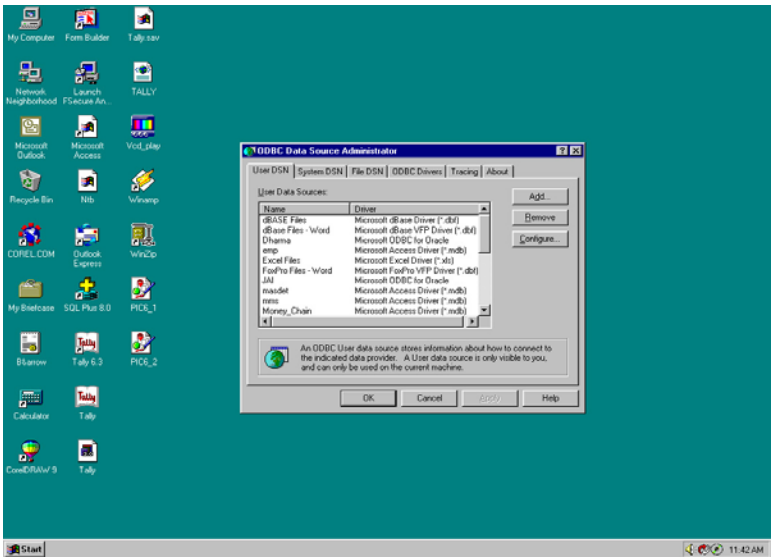 My Computer
Form Builder
Tally.sav
Network
Neighborhood
Launch
FSecure An...
TALLY
Microsoft
Outlook
Microsoft
Access
Vcd_play
Recycle Bin
Ntb
Winamp
COREL.COM
Outlook
Express
WinZip
My Briefcase
SQL Plus 8.0
PIC6_1
Tally
Tally 6.3
PIC6_2
Calculator
Tally
Tally
CorelDRAW 9
Tally
ODBC Data Source Administrator
User DSN System DSN File DSN ODBC Drivers Tracing About
User Data Sources:
Name Driver
dBASE Files Microsoft dBase Driver (*.dbf)
dBase Files - Word Microsoft dBase VFP Driver (*.dbf)
Dharma Microsoft ODBC for Oracle
emp Microsoft Access Driver (*.mdb)
Excel Files Microsoft Excel Driver (*.xls)
FoxPro Files - Word Microsoft FoxPro VFP Driver (*.dbf)
JAI Microsoft ODBC for Oracle
masdet Microsoft Access Driver (*.mdb)
mms Microsoft Access Driver (*.mdb)
Money_Chain Microsoft Access Driver (*.mdb)
Add...
Remove
Configure...
An ODBC User data source stores information about how to connect to
the indicated data provider. A User data source is only visible to you,
and can only be used on the current machine.
OK Cancel Apply Help
Start
11:42 AM